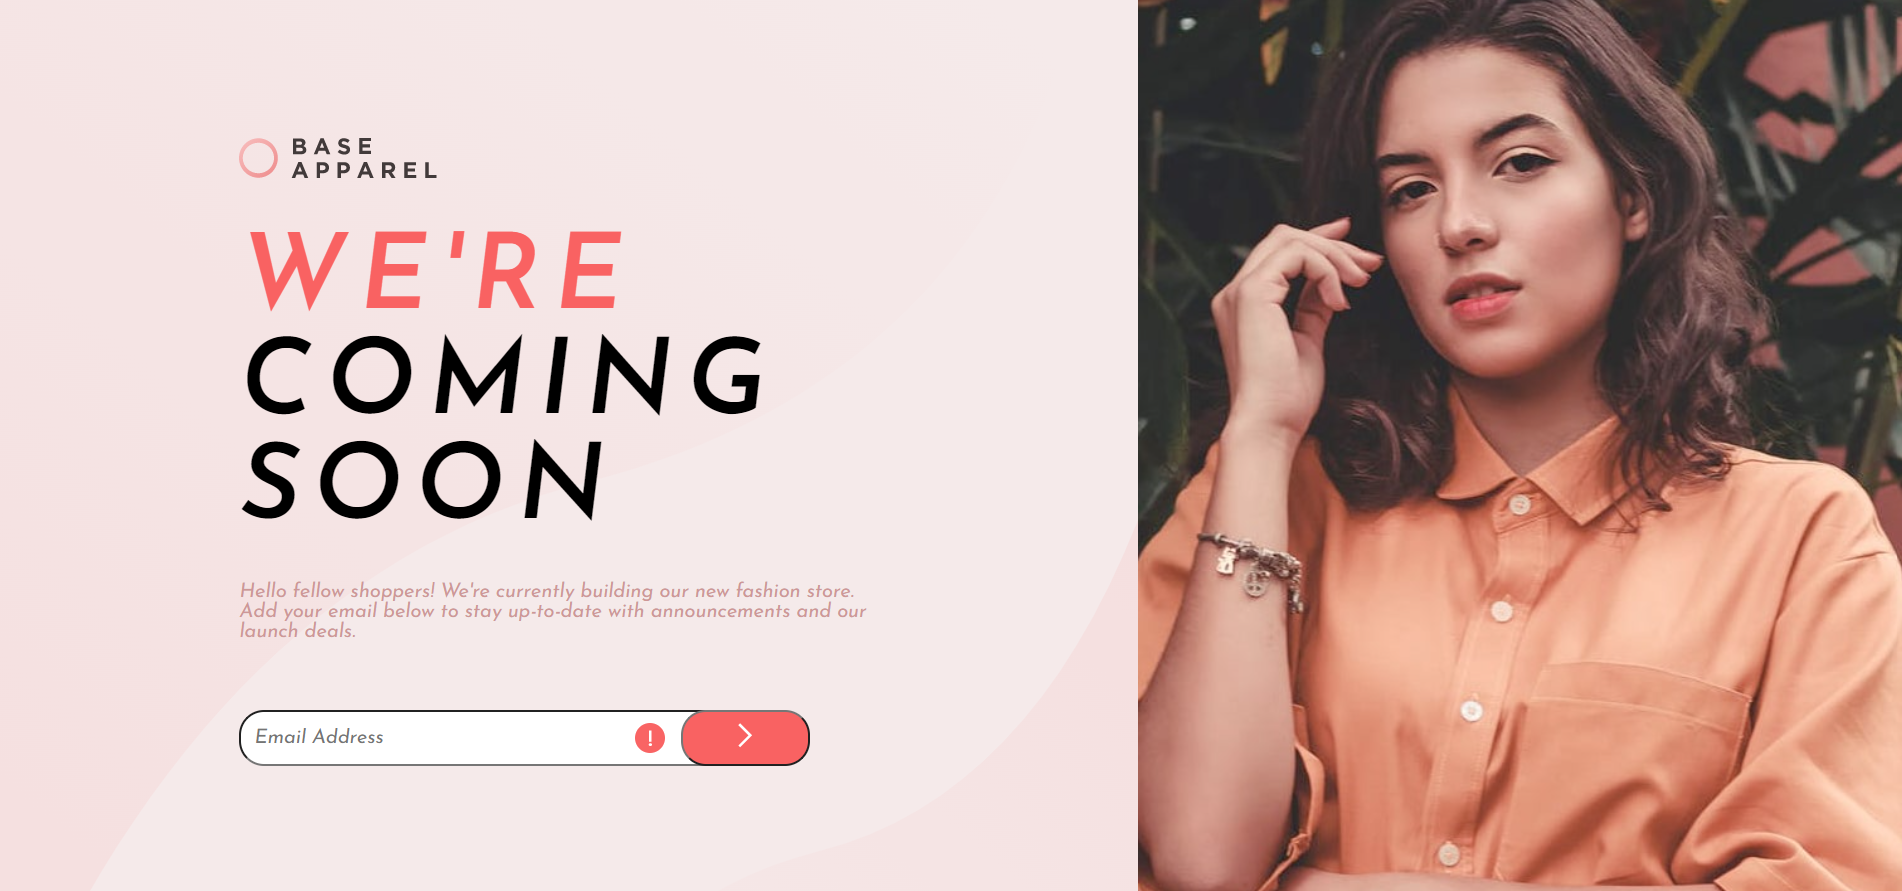 BASE
APPAREL
WE'RE
COMING
SOON
Hello fellow shoppers! We're currently building our new fashion store.
Add your email below to stay up-to-date with announcements and our
launch deals.
Email Address !